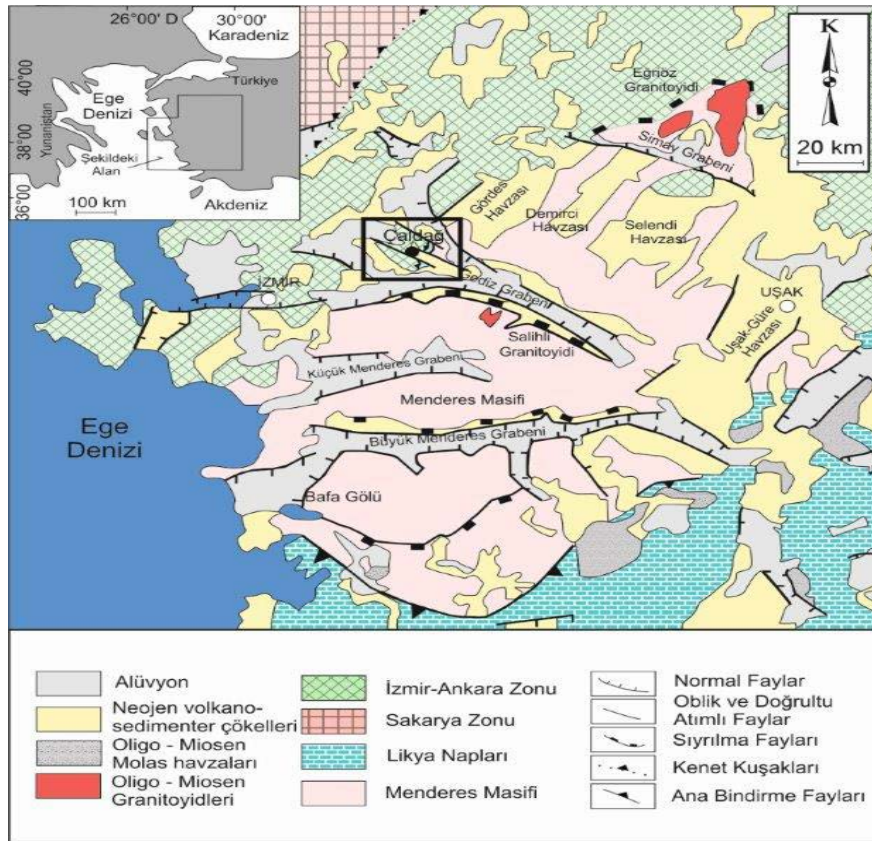 26°00' D
30°00'
Karadeniz
40°00
38°00
36°00
Türkiye
Ege
Denizi
Yunanistan
Şekildeki
Alan
100 km
Akdeniz
K
20 km
Eğriöz
Granitoyidi
Simav Grabeni
Gördes
Havzası
Demirci
Havzası
Selendi
Havzası
Çaldağ
Gediz Grabeni
İZMİR
UŞAK
Uşak-Güre
Havzası
Salihli
Granitoyidi
Küçük Menderes Grabeni
Menderes Masifi
Ege
Denizi
Büyük Menderes Grabeni
Bafa Gölü
Alüvyon
Neojen volkano-
sedimenter çökelleri
Oligo - Miosen
Molas havzaları
Oligo - Miosen
Granitoyidleri
İzmir-Ankara Zonu
Sakarya Zonu
Likya Napları
Menderes Masifi
Normal Faylar
Oblik ve Doğrultu
Atımlı Faylar
Sıyrılma Fayları
Kenet Kuşakları
Ana Bindirme Fayları